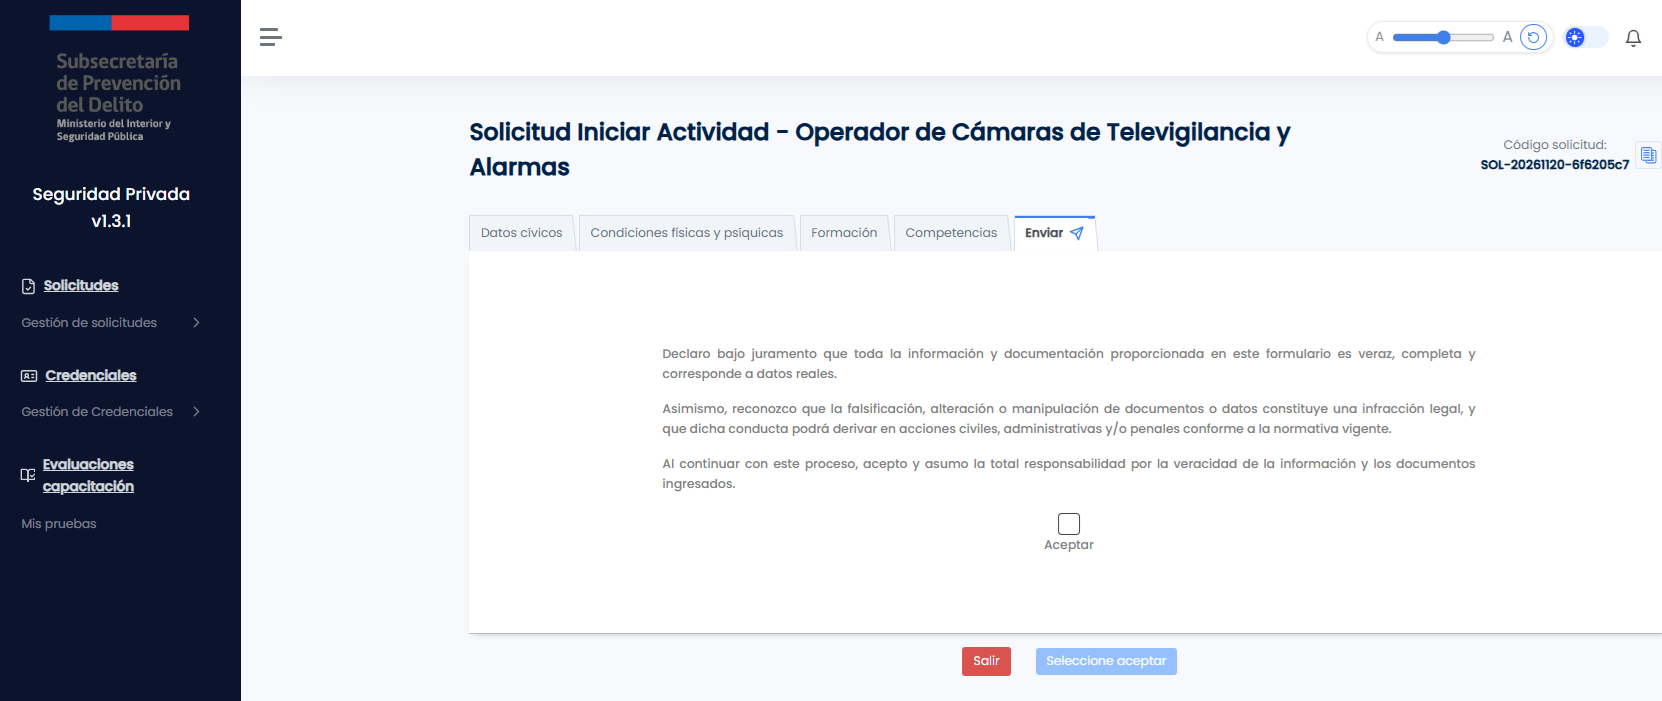 Subsecretaría
de Prevención
del Delito
Ministerio del Interior y
Seguridad Pública
Seguridad Privada
v1.3.1
Solicitudes
Gestión de solicitudes
Credenciales
Gestión de Credenciales
Evaluaciones
capacitación
Mis pruebas
A A
Solicitud Iniciar Actividad - Operador de Cámaras de Televigilancia y
Alarmas
Código solicitud:
SOL-20261120-6f6205c7
Datos cívicos Condiciones físicas y psíquicas Formación Competencias Enviar
Declaro bajo juramento que toda la información y documentación proporcionada en este formulario es veraz, completa y
corresponde a datos reales.
Asimismo, reconozco que la falsificación, alteración o manipulación de documentos o datos constituye una infracción legal, y
que dicha conducta podrá derivar en acciones civiles, administrativas y/o penales conforme a la normativa vigente.
Al continuar con este proceso, acepto y asumo la total responsabilidad por la veracidad de la información y los documentos
ingresados.
Aceptar
Salir Seleccione aceptar